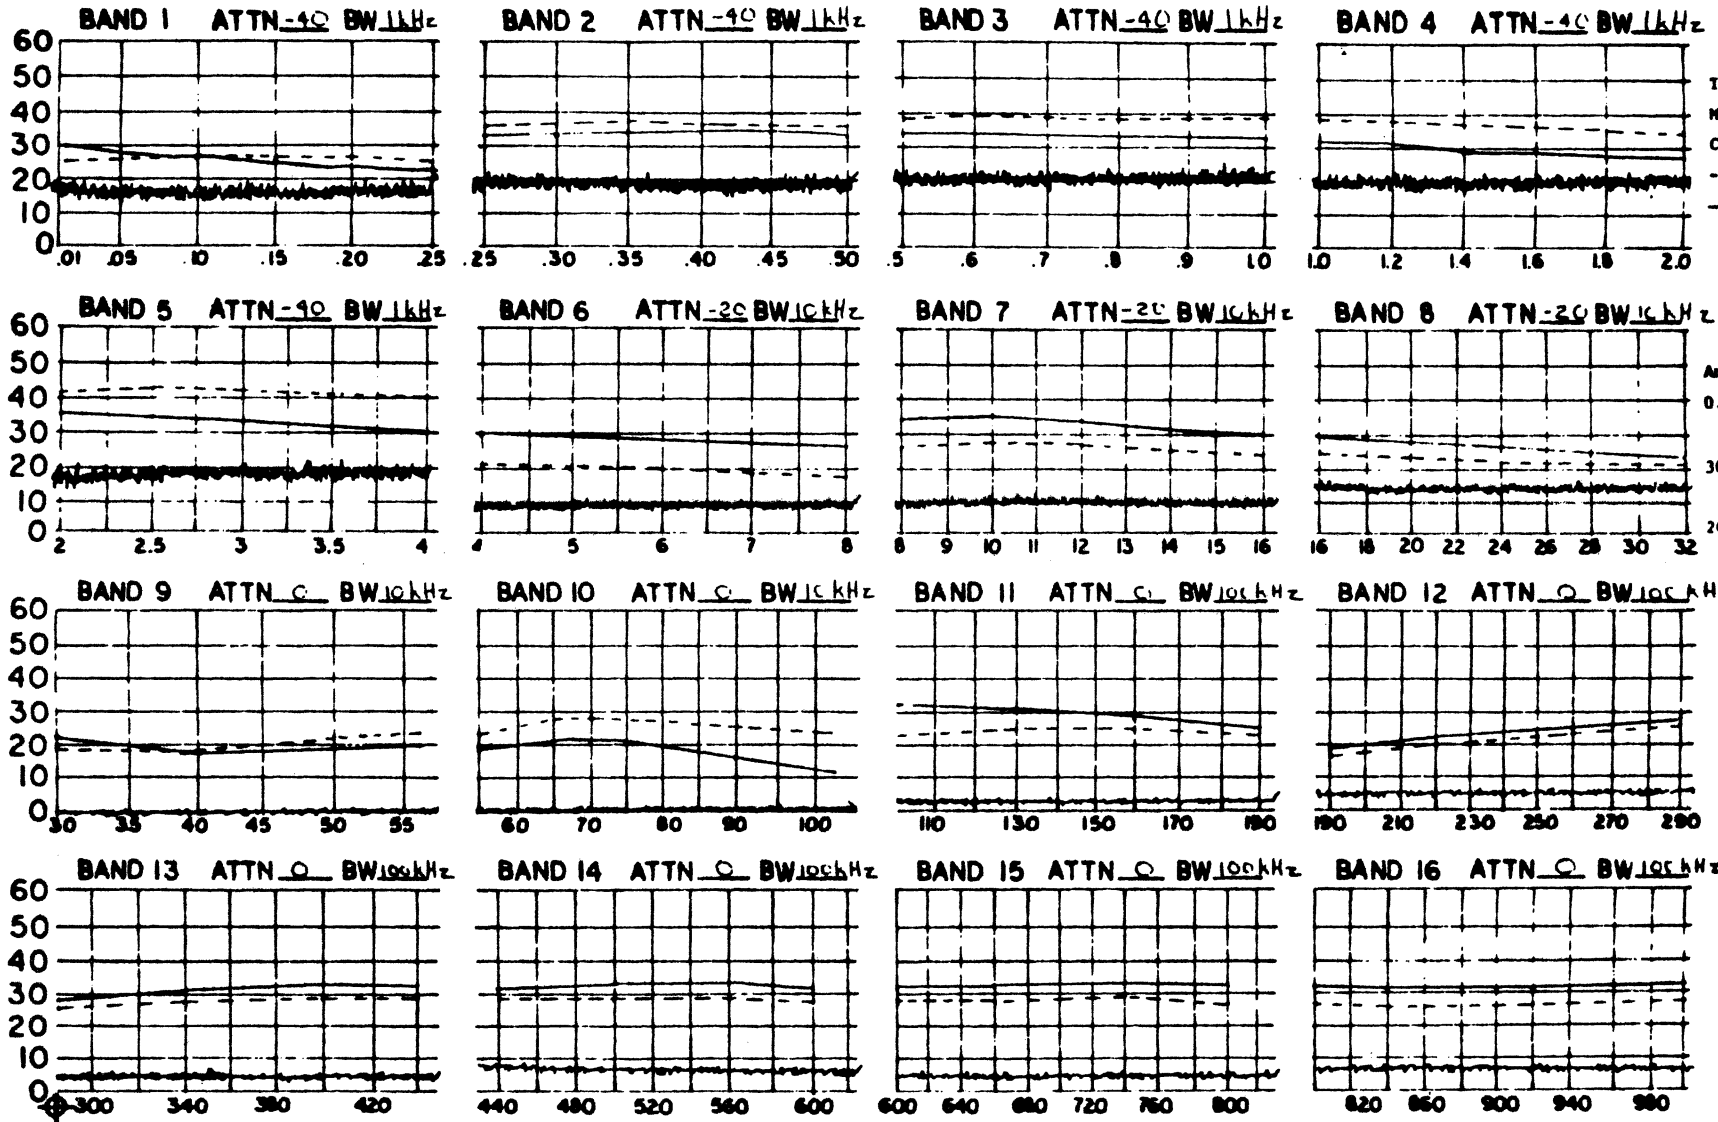 BAND 1 ATTN -40 BW 1kHz
BAND 2 ATTN -40 BW 1kHz
BAND 3 ATTN -40 BW 1kHz
BAND 4 ATTN -40 BW 1kHz
60
50
40
30
20
10
0
.01 .05 .10 .15 .20 .25
.25 .30 .35 .40 .45 .50
.5 .6 .7 .8 .9 1.0
1.0 1.2 1.4 1.6 1.8 2.0
BAND 5 ATTN -40 BW 1kHz
BAND 6 ATTN -20 BW 10kHz
BAND 7 ATTN -20 BW 10kHz
BAND 8 ATTN -20 BW 10kHz
60
50
40
30
20
10
0
2 2.5 3 3.5 4
4 5 6 7 8
8 9 10 11 12 13 14 15 16
16 18 20 22 24 26 28 30 32
BAND 9 ATTN 0 BW 10kHz
BAND 10 ATTN 0 BW 10kHz
BAND 11 ATTN 0 BW 100kHz
BAND 12 ATTN 0 BW 100kH
60
50
40
30
20
10
0
30 35 40 45 50 55
60 70 80 90 100
110 130 150 170 190
190 210 230 250 270 290
BAND 13 ATTN 0 BW 100kHz
BAND 14 ATTN 0 BW 100kHz
BAND 15 ATTN 0 BW 100kHz
BAND 16 ATTN 0 BW 100kHz
60
50
40
30
20
10
0
300 340 380 420
440 480 520 560 600
600 640 680 720 760 800
820 860 900 940 980